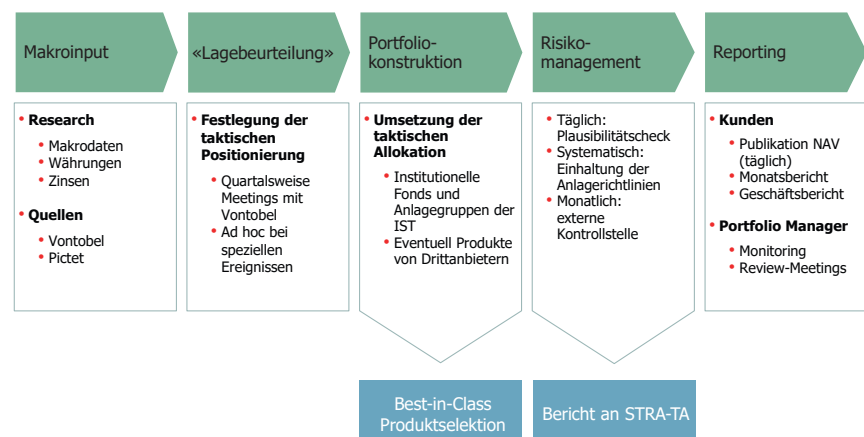 Makroinput
«Lagebeurteilung»
Portfolio-
konstruktion
Risiko-
management
Reporting
• Research
• Makrodaten
• Währungen
• Zinsen
• Quellen
• Vontobel
• Pictet
• Festlegung der
taktischen
Positionierung
• Quartalsweise
Meetings mit
Vontobel
• Ad hoc bei
speziellen
Ereignissen
• Umsetzung der
taktischen
Allokation
• Institutionelle
Fonds und
Anlagegruppen der
IST
• Eventuell Produkte
von Drittanbietern
• Täglich:
Plausibilitätscheck
• Systematisch:
Einhaltung der
Anlagerichtlinien
• Monatlich:
externe
Kontrollstelle
• Kunden
• Publikation NAV
(täglich)
• Monatsbericht
• Geschäftsbericht
• Portfolio Manager
• Monitoring
• Review-Meetings
Best-in-Class
Produktselektion
Bericht an STRA-TA